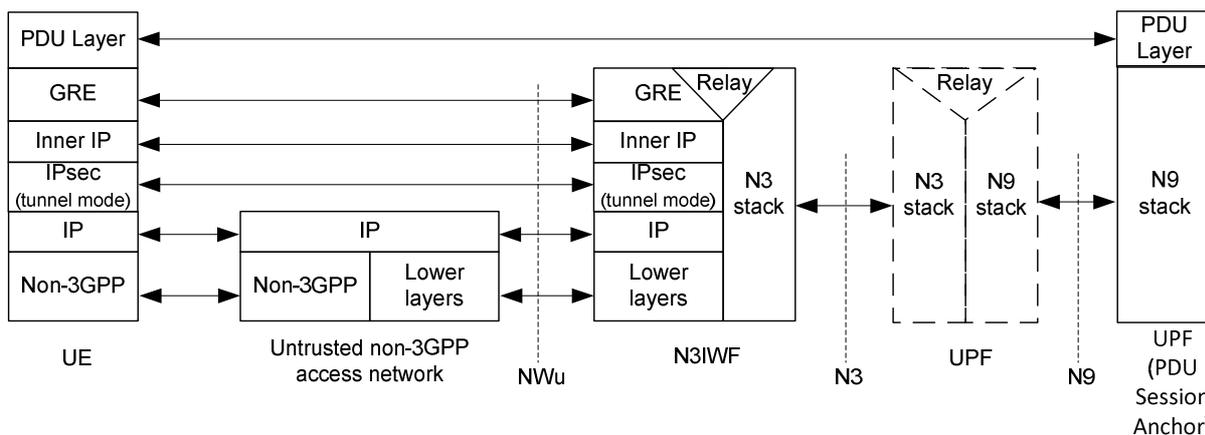 PDU Layer
PDU
Layer
GRE
GRE
Relay
Relay
Inner IP
Inner IP
IPsec
(tunnel mode)
IPsec
(tunnel mode)
N3
stack
N3
stack
N9
stack
N9
stack
IP
IP
IP
Non-3GPP
Non-3GPP
Lower
layers
Lower
layers
UE
Untrusted non-3GPP
access network
NWu
N3IWF
N3
UPF
N9
UPF
(PDU
Session
Anchor)